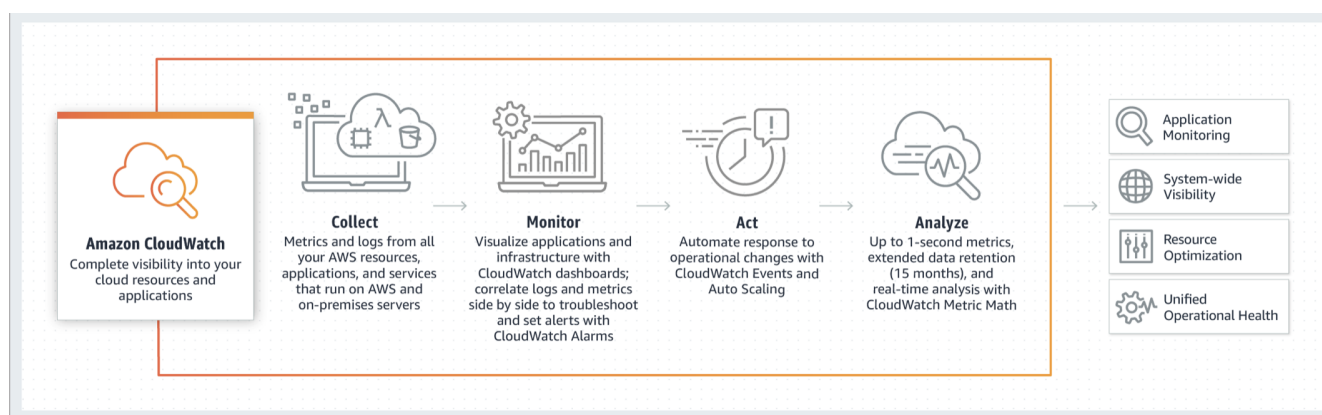 Amazon CloudWatch
Complete visibility into your
cloud resources and
applications
Collect
Metrics and logs from all
your AWS resources,
applications, and services
that run on AWS and
on-premises servers
Monitor
Visualize applications and
infrastructure with
CloudWatch dashboards;
correlate logs and metrics
side by side to troubleshoot
and set alerts with
CloudWatch Alarms
Act
Automate response to
operational changes with
CloudWatch Events and
Auto Scaling
Analyze
Up to 1-second metrics,
extended data retention
(15 months), and
real-time analysis with
CloudWatch Metric Math
Application
Monitoring
System-wide
Visibility
Resource
Optimization
Unified
Operational Health